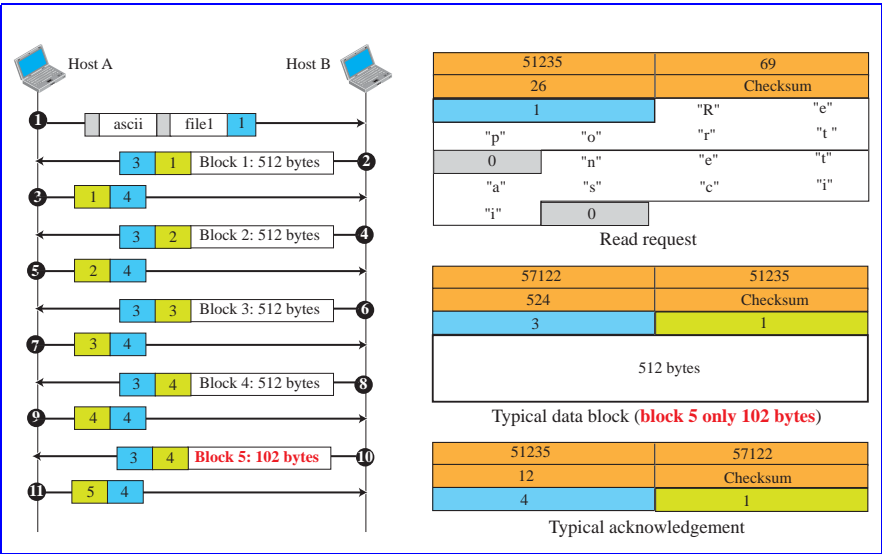 Host A Host B
1 ascii file1 1
3 1 Block 1: 512 bytes 2
3 1 4
3 2 Block 2: 512 bytes 4
5 2 4
3 3 Block 3: 512 bytes 6
7 3 4
3 4 Block 4: 512 bytes 8
9 4 4
3 4 Block 5: 102 bytes 10
11 5 4
51235 69
26 Checksum
1 "R" "e"
"p" "o" "r" "t "
0 "n" "e" "t"
"a" "s" "c" "i"
"i" 0
Read request
57122 51235
524 Checksum
3 1
512 bytes
Typical data block (block 5 only 102 bytes)
51235 57122
12 Checksum
4 1
Typical acknowledgement